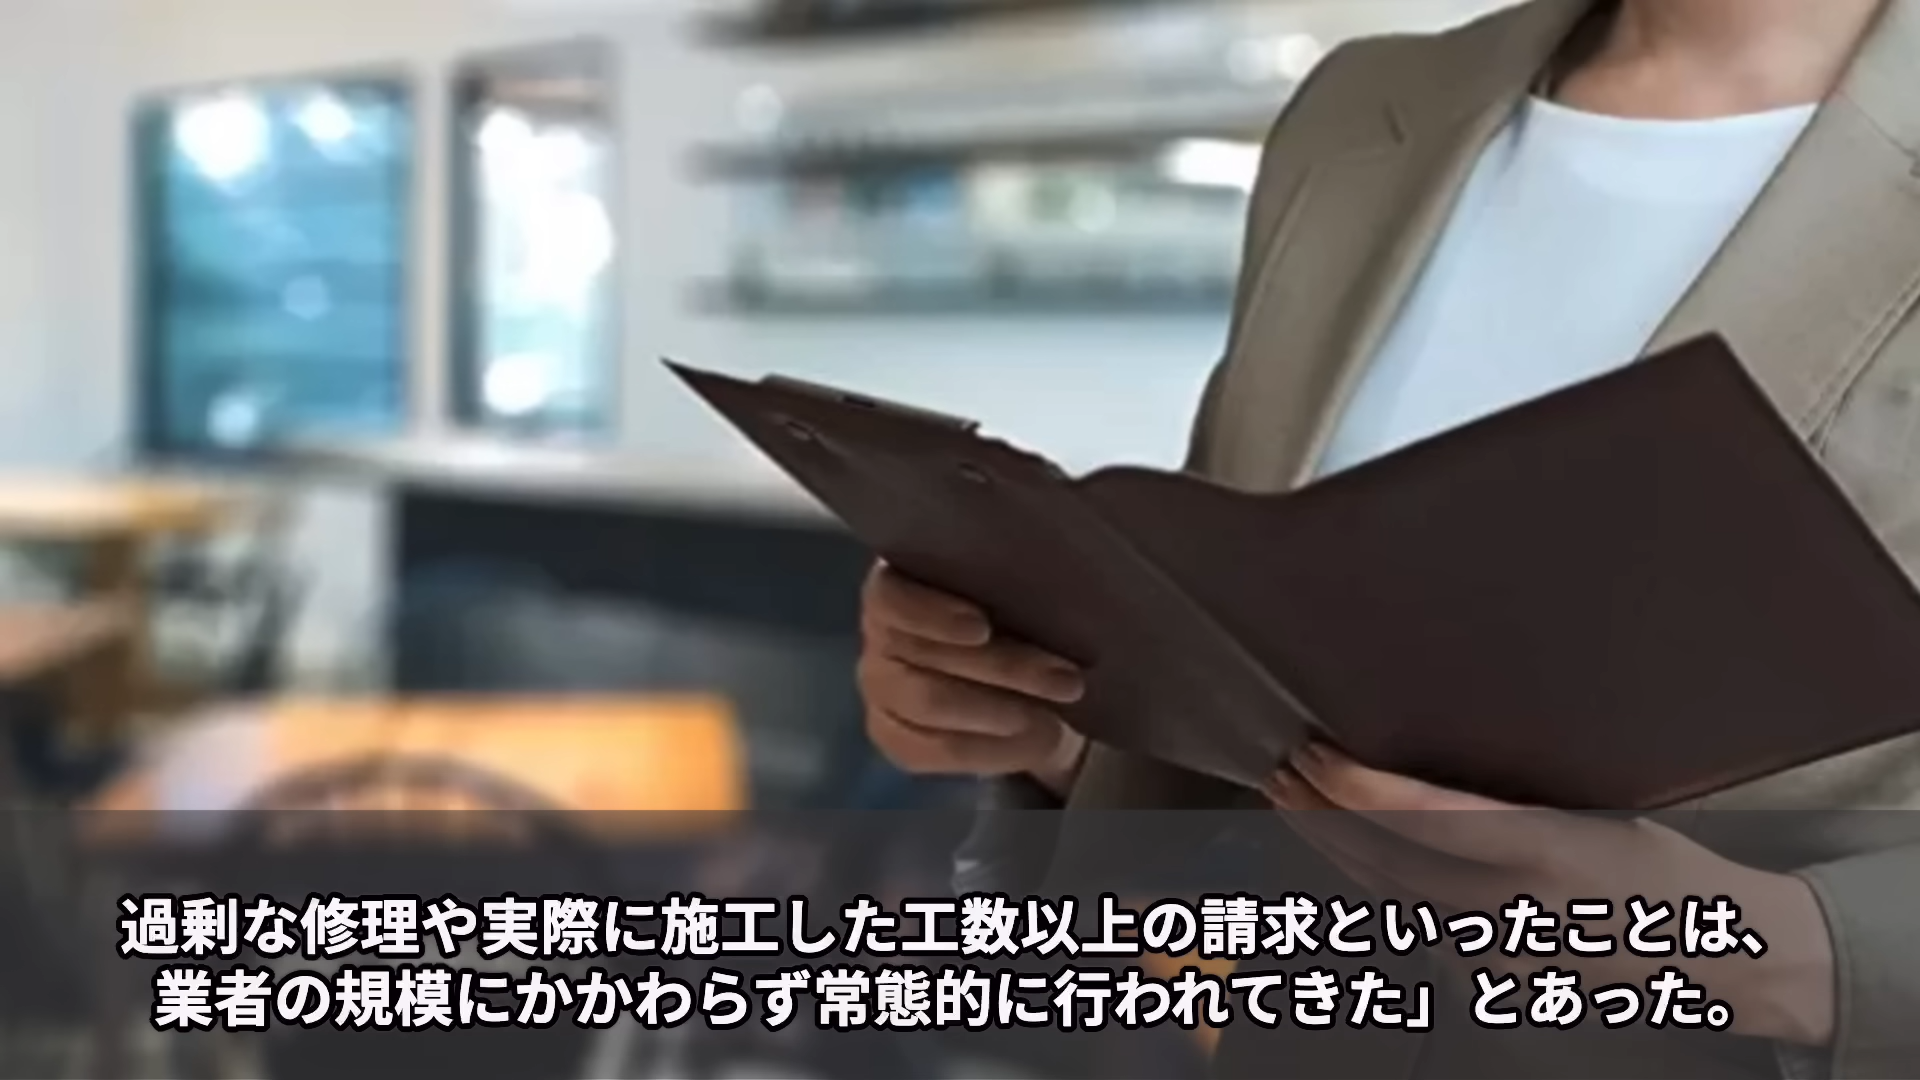 過剰な修理や実際に施工した工数以上の請求といったことは、
業者の規模にかかわらず常態的に行われてきた」とあった。